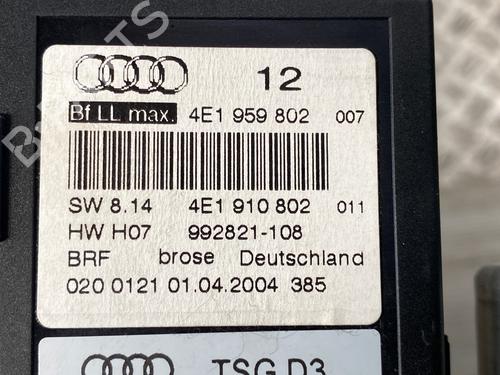 12
Bf LL max. 4E1 959 802 007
SW 8.14 4E1 910 802 011
HW H07 992821-108
BRF brose Deutschland
020 0121 01.04.2004 385
TSG D3